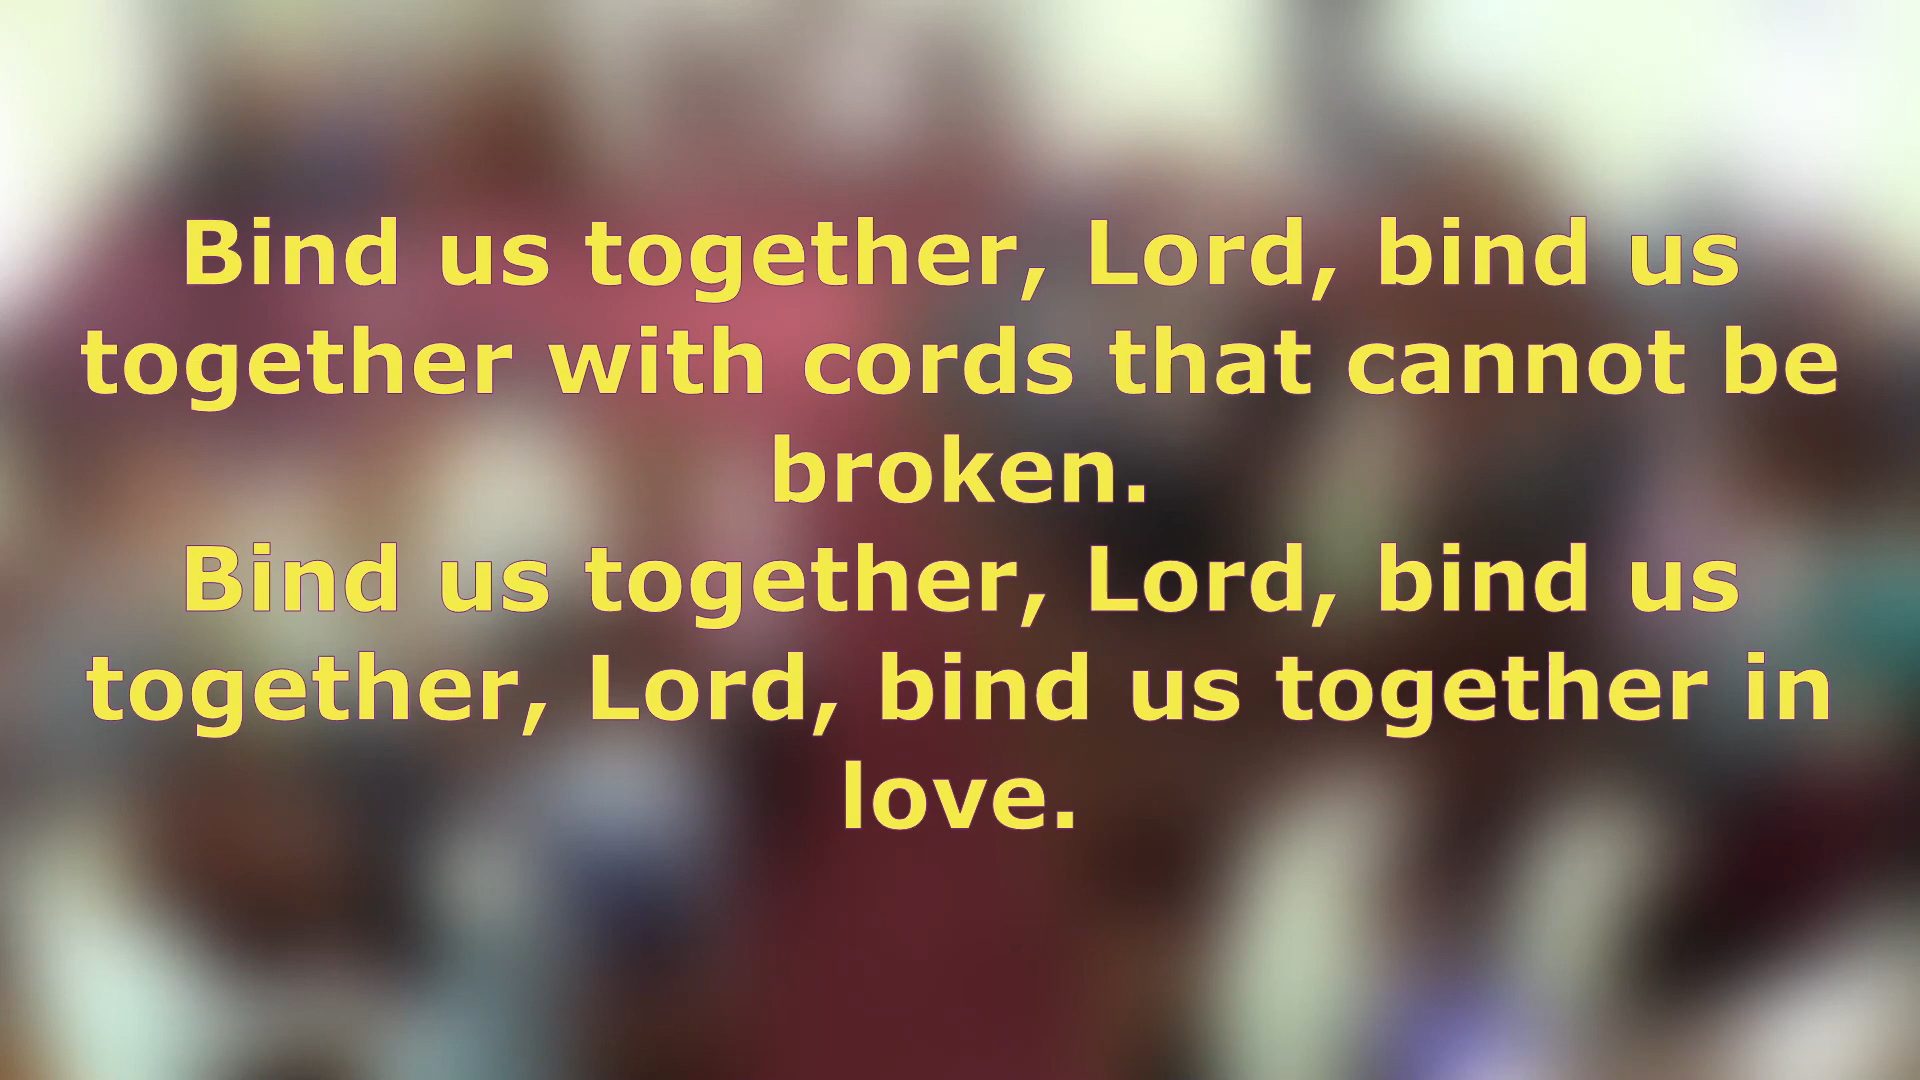 Bind us together, Lord, bind us
together with cords that cannot be
broken.
Bind us together, Lord, bind us
together, Lord, bind us together in
love.